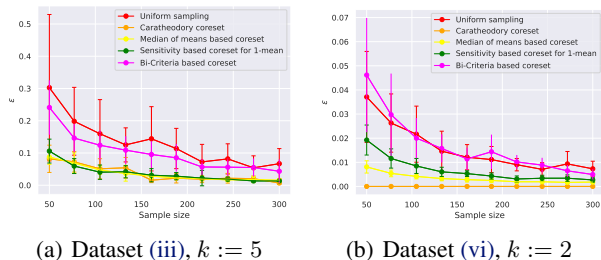 Uniform sampling
Caratheodory coreset
Median of means based coreset
Sensitivity based coreset for 1-mean
Bi-Criteria based coreset
0.5
0.4
0.3
0.2
0.1
0.0
ε
50 100 150 200 250 300
Sample size
(a) Dataset (iii), k := 5
Uniform sampling
Caratheodory coreset
Median of means based coreset
Sensitivity based coreset for 1-mean
Bi-Criteria based coreset
0.07
0.06
0.05
0.04
0.03
0.02
0.01
0.00
ε
50 100 150 200 250 300
Sample size
(b) Dataset (vi), k := 2